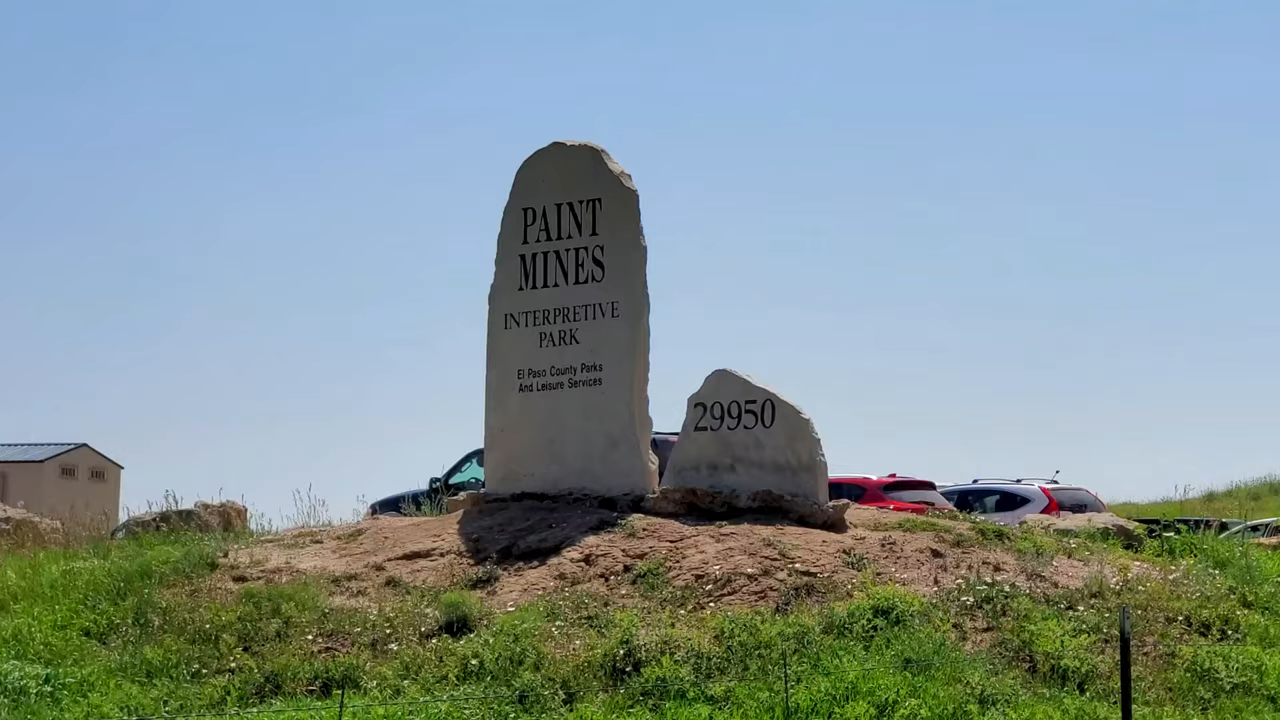 PAINT
MINES
INTERPRETIVE
PARK
El Paso County Parks
And Leisure Services
29950